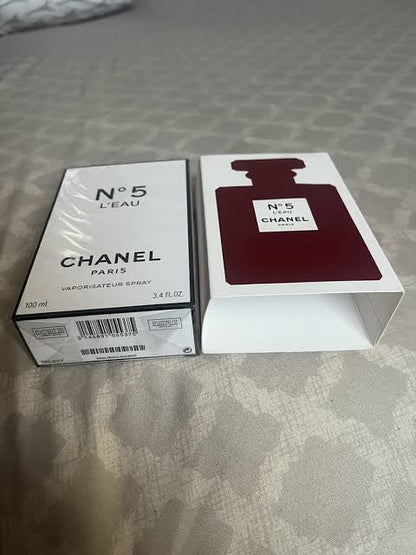 N°5
L'EAU
CHANEL
PARIS
VAPORISATEUR SPRAY
100 ml
3.4 FL.OZ.
N°5
L'EAU
CHANEL
PARIS